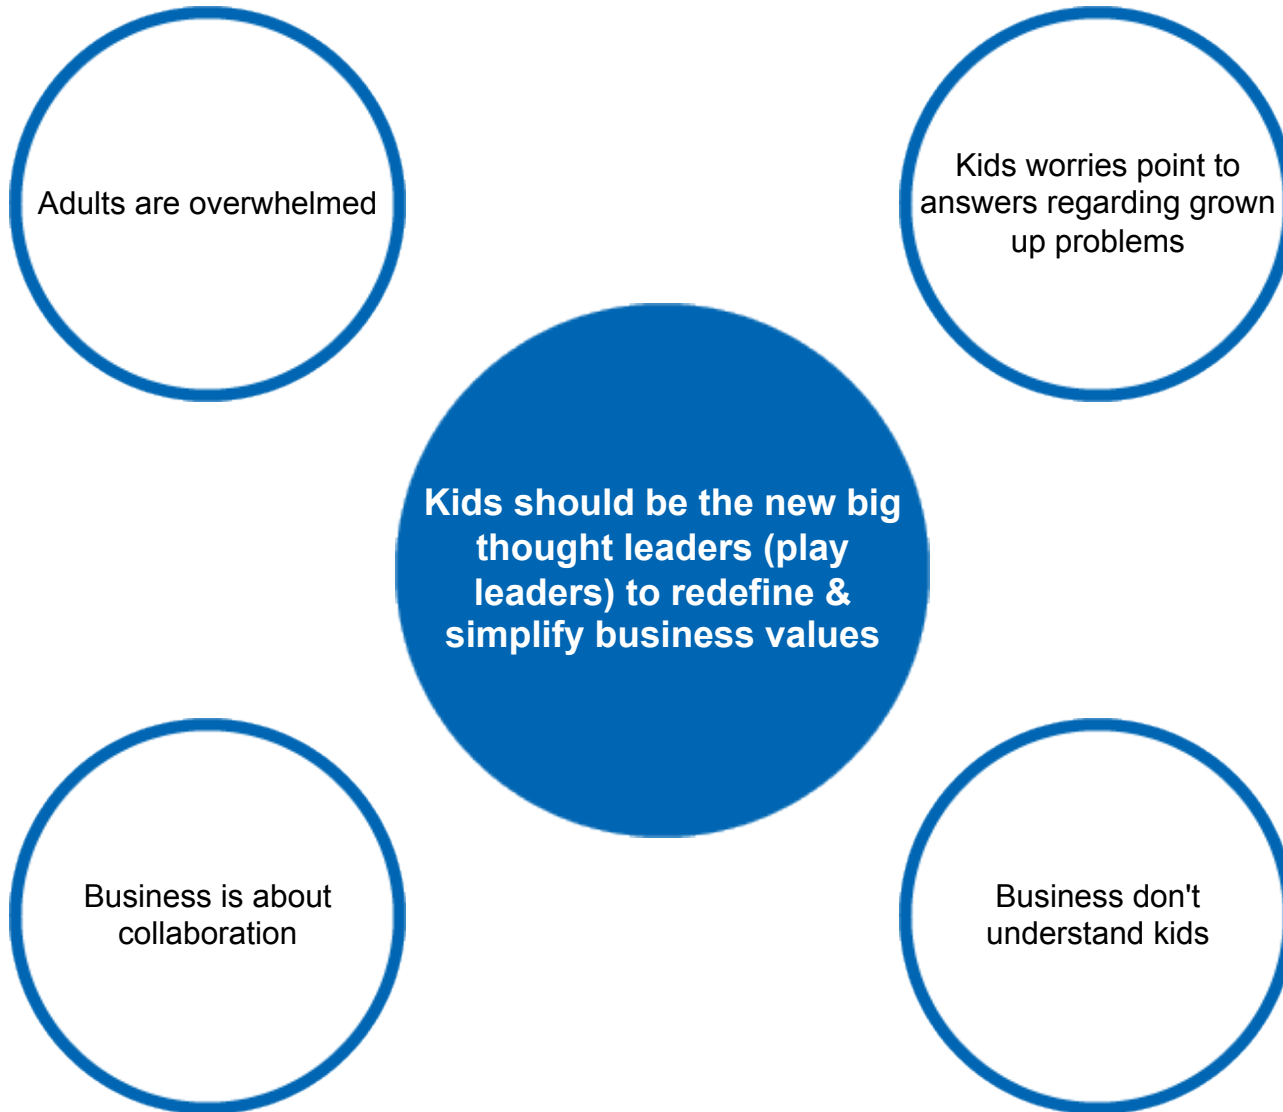 Adults are overwhelmed
Kids worries point to
answers regarding grown
up problems
Kids should be the new big
thought leaders (play
leaders) to redefine &
simplify business values
Business is about
collaboration
Business don't
understand kids